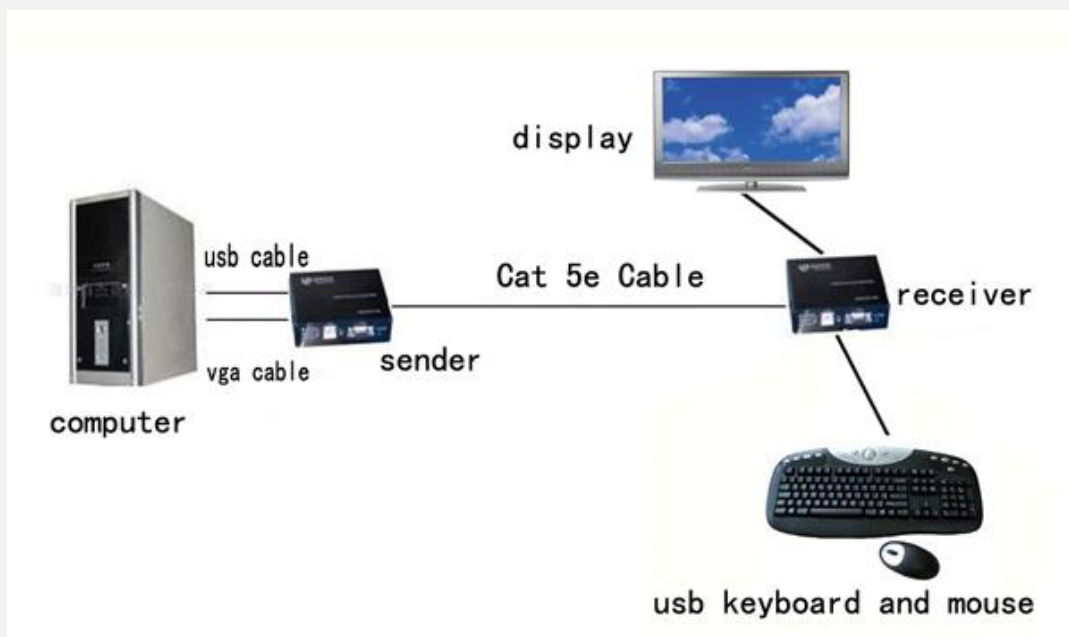 display
usb cable
Cat 5e Cable
receiver
sender
vga cable
computer
usb keyboard and mouse